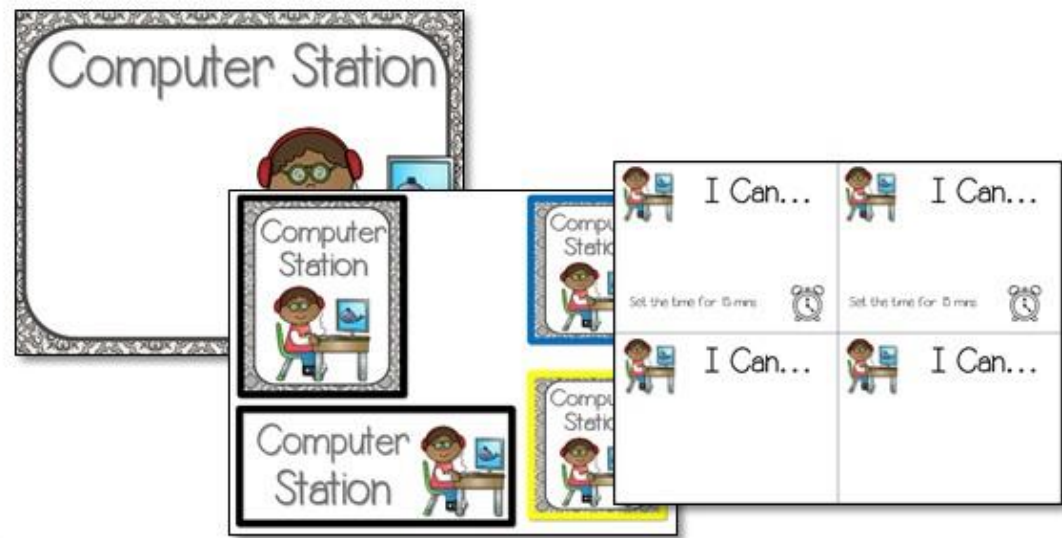 Computer Station
Computer
Station
Computer
Station
I Can...
I Can...
Set the time for 15 mins
Set the time for 15 mins
I Can...
I Can...